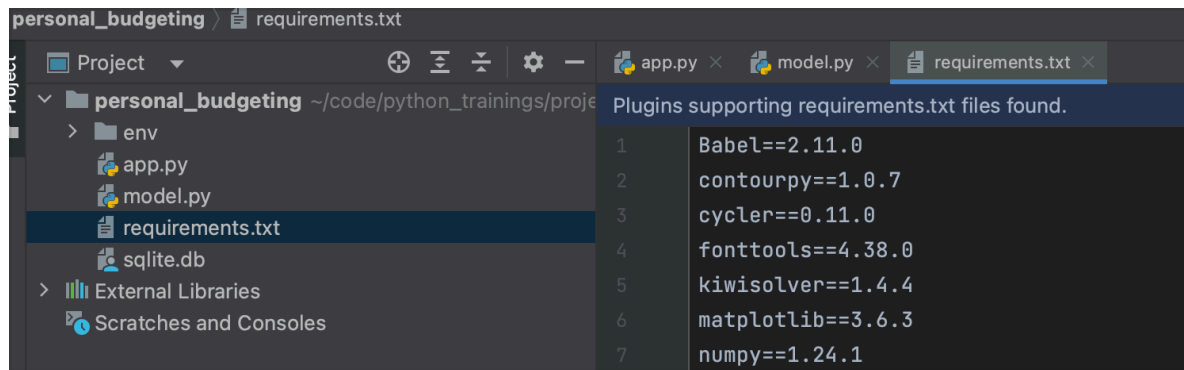 personal_budgeting 〉 requirements.txt
Project
Project
personal_budgeting ~/code/python_trainings/proje
env
app.py
model.py
requirements.txt
sqlite.db
External Libraries
Scratches and Consoles
app.py
model.py
requirements.txt
Plugins supporting requirements.txt files found.
1 Babel==2.11.0
2 contourpy==1.0.7
3 cycler==0.11.0
4 fonttools==4.38.0
5 kiwisolver==1.4.4
6 matplotlib==3.6.3
7 numpy==1.24.1